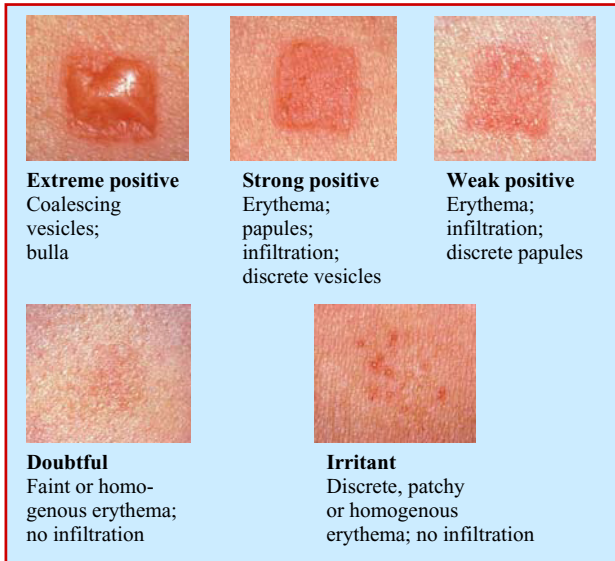 Extreme positive
Coalescing
vesicles;
bulla
Strong positive
Erythema;
papules;
infiltration;
discrete vesicles
Weak positive
Erythema;
infiltration;
discrete papules
Doubtful
Faint or homo-
genous erythema;
no infiltration
Irritant
Discrete, patchy
or homogenous
erythema; no infiltration